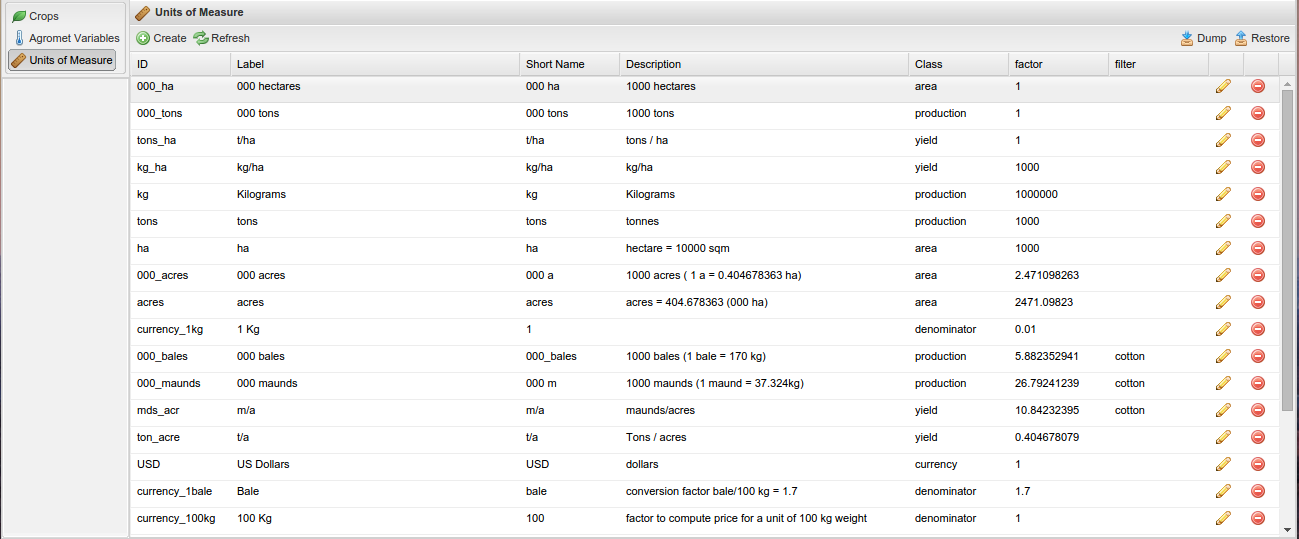 Crops
Agromet Variables
Units of Measure
Units of Measure
Create Refresh Dump Restore
ID Label Short Name Description Class factor filter
000_ha 000 hectares 000 ha 1000 hectares area 1
000_tons 000 tons 000 tons 1000 tons production 1
tons_ha t/ha t/ha tons / ha yield 1
kg_ha kg/ha kg/ha kg/ha yield 1000
kg Kilograms kg Kilograms production 1000000
tons tons tons tonnes production 1000
ha ha ha hectare = 10000 sqm area 1000
000_acres 000 acres 000 a 1000 acres ( 1 a = 0.404678363 ha) area 2.471098263
acres acres acres acres = 404.678363 (000 ha) area 2471.09823
currency_1kg 1 Kg 1 denominator 0.01
000_bales 000 bales 000_bales 1000 bales (1 bale = 170 kg) production 5.882352941 cotton
000_maunds 000 maunds 000 m 1000 maunds (1 maund = 37.324kg) production 26.79241239 cotton
mds_acr m/a m/a maunds/acres yield 10.84232395 cotton
ton_acre t/a t/a Tons / acres yield 0.404678079
USD US Dollars USD dollars currency 1
currency_1bale Bale bale conversion factor bale/100 kg = 1.7 denominator 1.7
currency_100kg 100 Kg 100 factor to compute price for a unit of 100 kg weight denominator 1